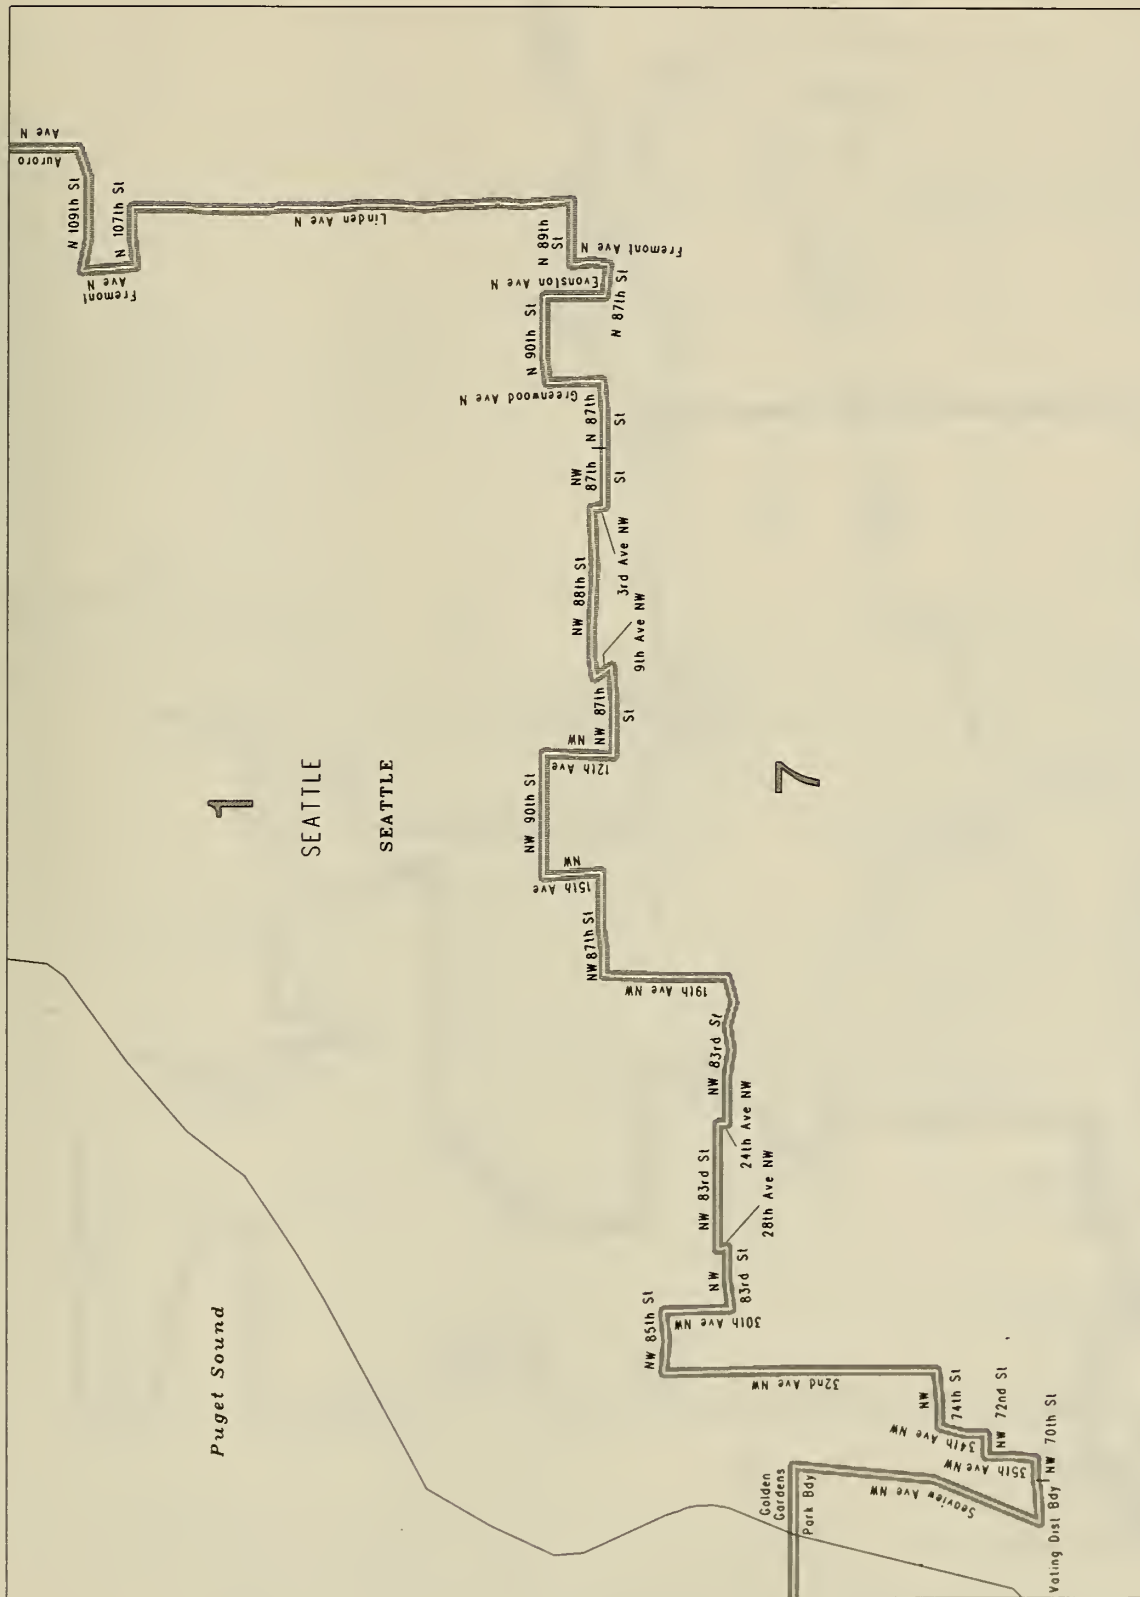 Auroro
Ave N
N 109th St
Fremont
Ave N
N 107th St
Linden Ave N
N 89th
St
Fremont Ave N
Evonston Ave N
N 87th St
N 90th St
Greenwood Ave N
N 87th
St
NW
87th
St
3rd Ave NW
NW 88th St
9th Ave NW
NW 87th
St
12th Ave
NW
NW 90th St
15th Ave
NW
NW 87th St
19th Ave NW
NW 83rd St
24th Ave NW
NW 83rd St
28th Ave NW
NW
83rd St
30th Ave NW
NW 85th St
32nd Ave NW
NW
74th St
34th Ave NW
NW 72nd St
35th Ave NW
NW 70th St
Voting Dist Bdy
Seaview Ave NW
Golden
Gardens
Park Bdy
1
SEATTLE
SEATTLE
7
Puget Sound